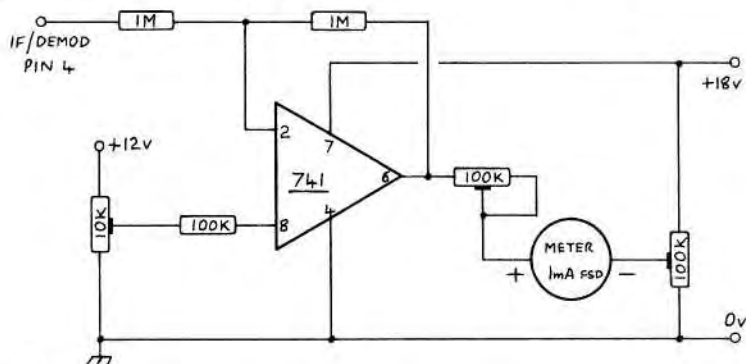 1M
1M
IF/DEMOD
PIN 4
+18v
+12v
2
7
741
6
100K
4
10K
100K
8
METER
1mA FSD
+
-
100K
0v